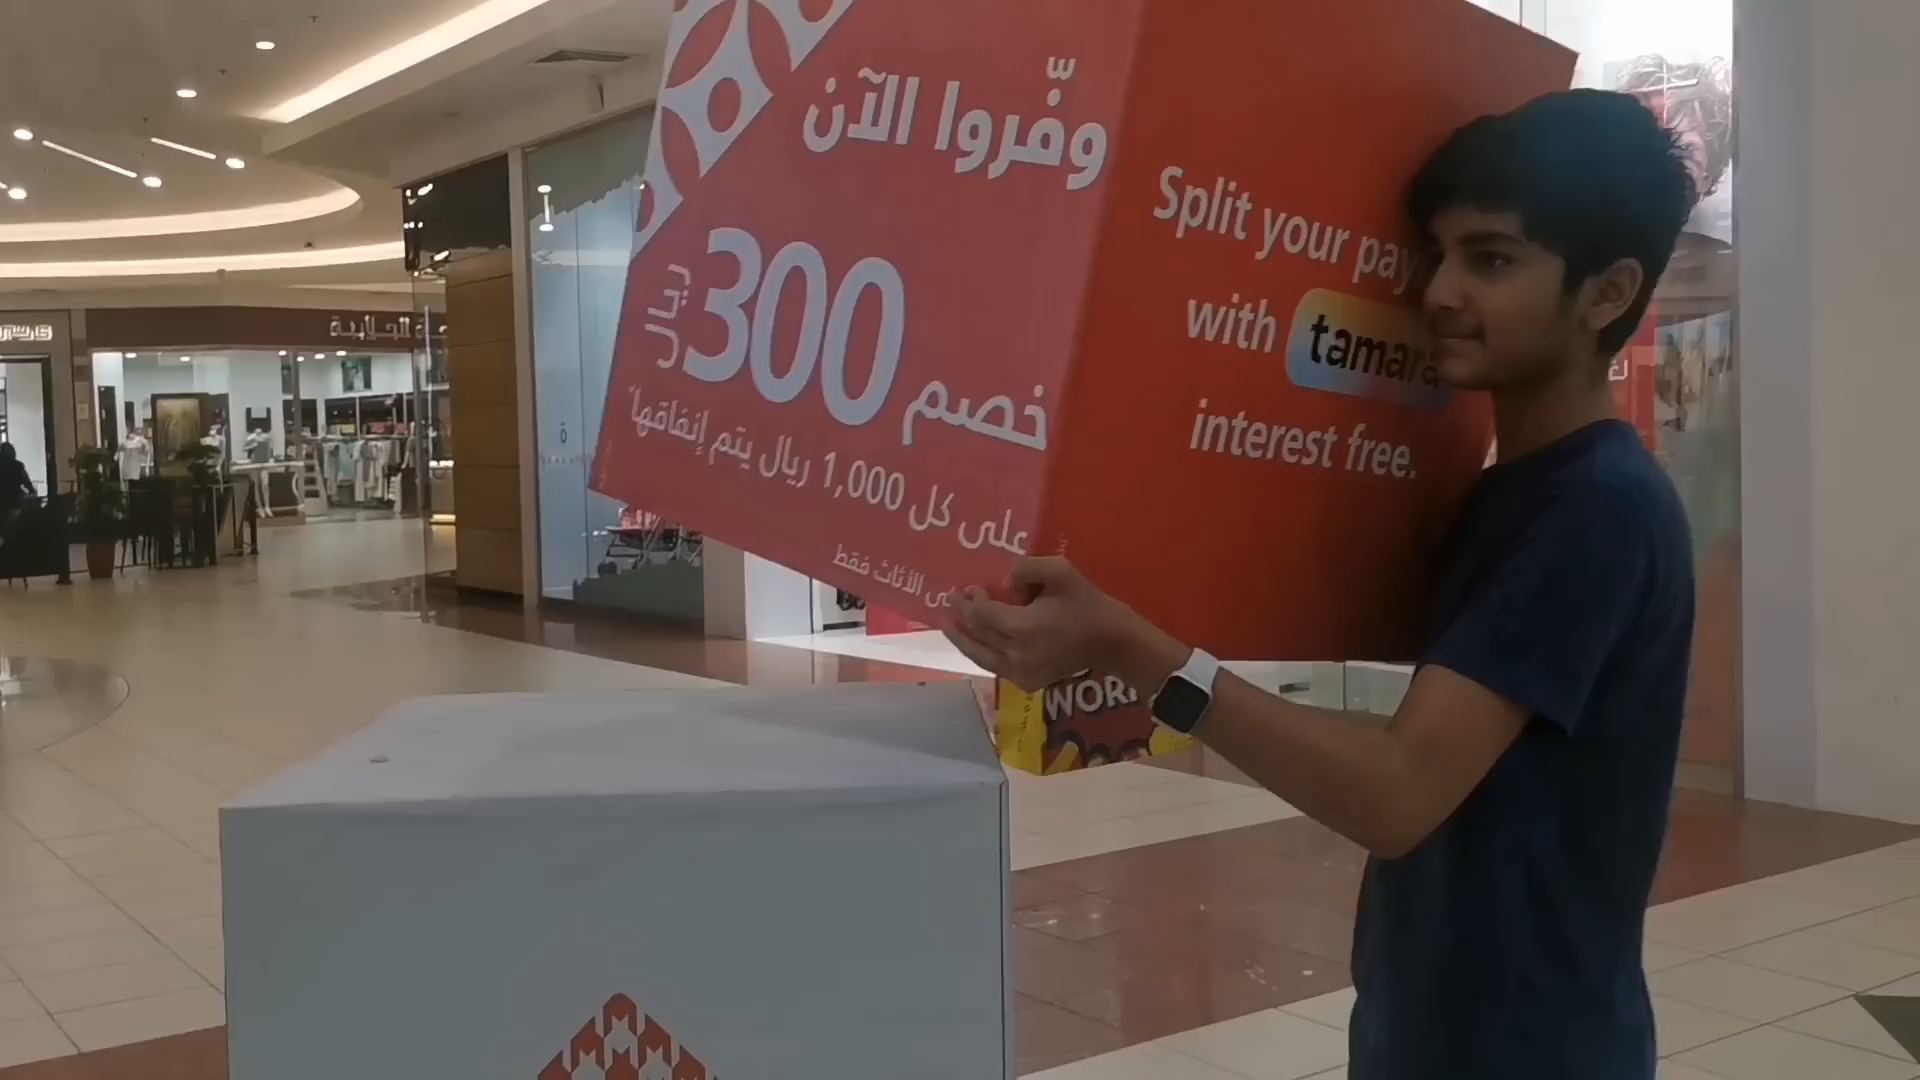 وفّروا الآن
خصم 300 ريال
على كل 1,000 ريال يتم إنفاقها*
الأثاث فقط
Split your pay
with tamara
interest free.
الجلابية